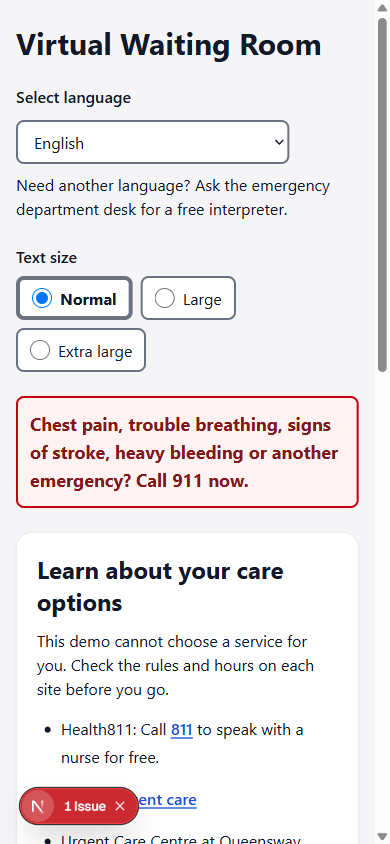 Virtual Waiting Room
Select language
English
Need another language? Ask the emergency
department desk for a free interpreter.
Text size
Normal
Large
Extra large
Chest pain, trouble breathing, signs
of stroke, heavy bleeding or another
emergency? Call 911 now.
Learn about your care
options
This demo cannot choose a service for
you. Check the rules and hours on each
site before you go.
Health811: Call 811 to speak with a
nurse for free.
N 1 Issue
care
Urgent Care Centre at Queensway